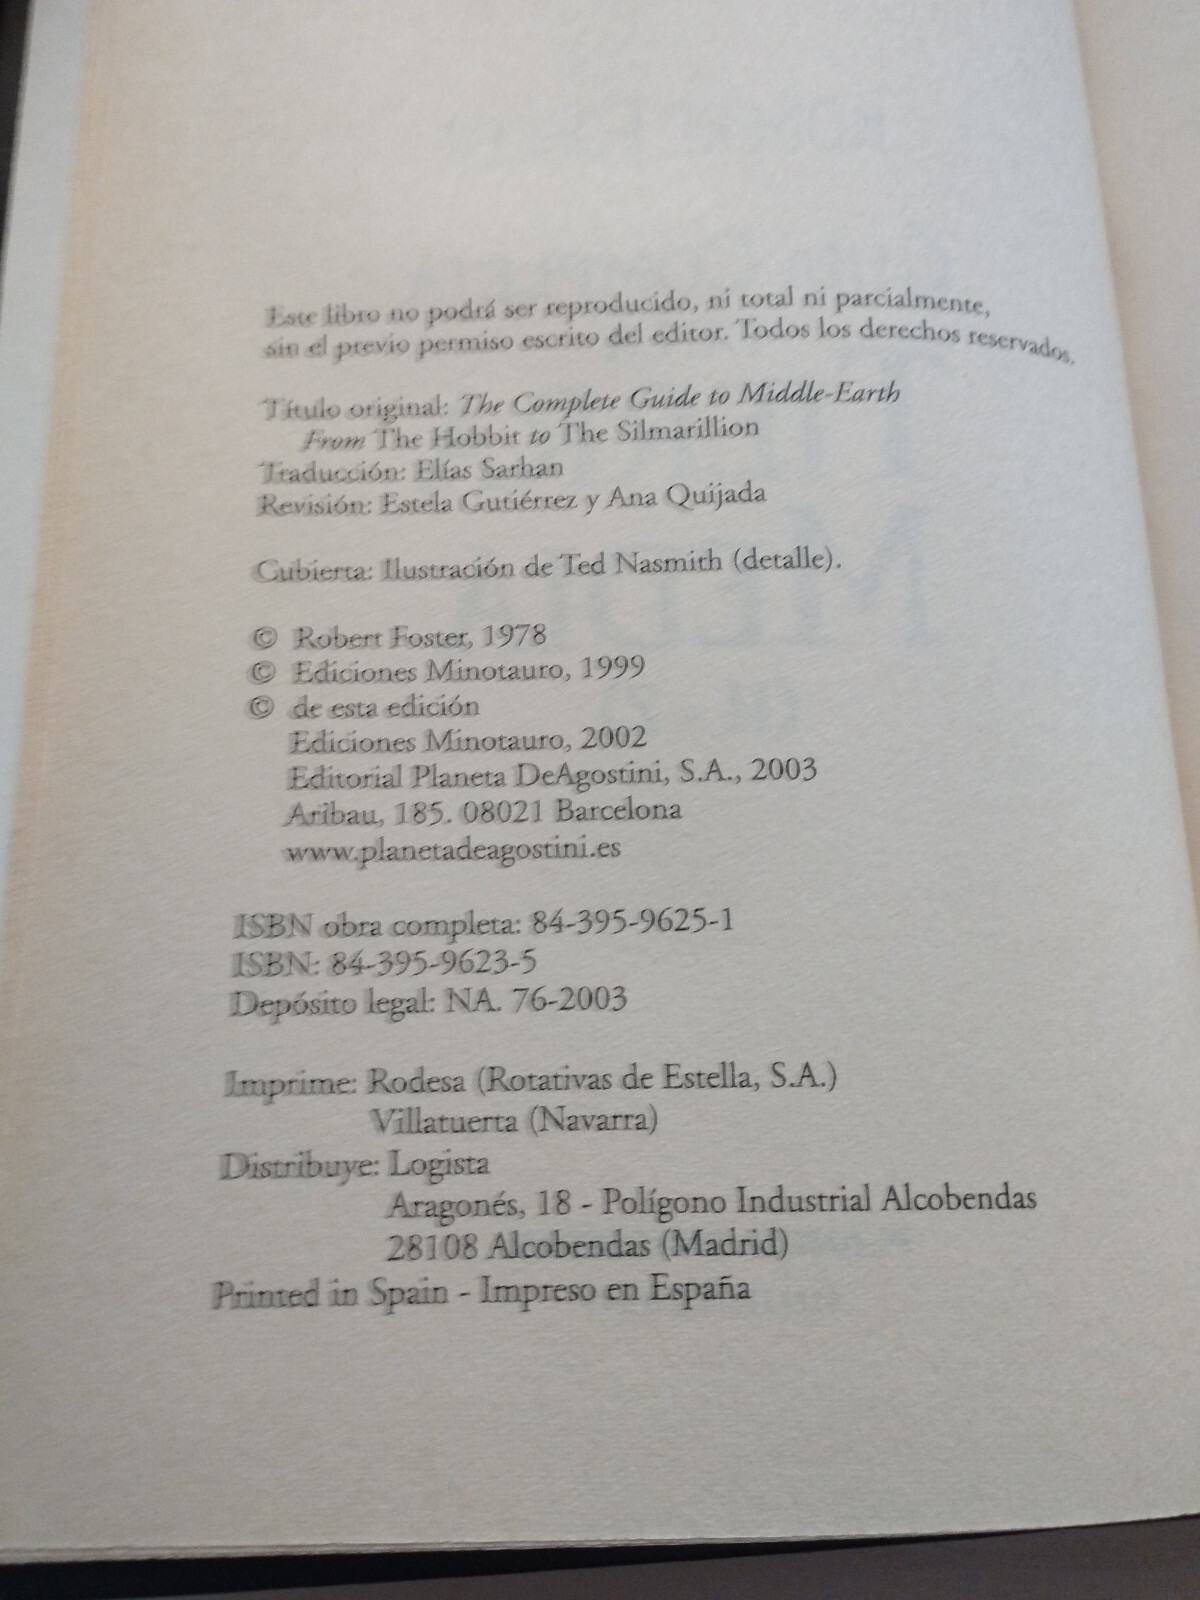 Este libro no podrá ser reproducido, ni total ni parcialmente,
sin el previo permiso escrito del editor. Todos los derechos reservados.
Título original: The Complete Guide to Middle-Earth
From The Hobbit to The Silmarillion
Traducción: Elías Sarhan
Revisión: Estela Gutiérrez y Ana Quijada
Cubierta: Ilustración de Ted Nasmith (detalle).
© Robert Foster, 1978
© Ediciones Minotauro, 1999
© de esta edición
Ediciones Minotauro, 2002
Editorial Planeta DeAgostini, S.A., 2003
Aribau, 185. 08021 Barcelona
www.planetadeagostini.es
ISBN obra completa: 84-395-9625-1
ISBN: 84-395-9623-5
Depósito legal: NA. 76-2003
Imprime: Rodesa (Rotativas de Estella, S.A.)
Villatuerta (Navarra)
Distribuye: Logista
Aragonés, 18 - Polígono Industrial Alcobendas
28108 Alcobendas (Madrid)
Printed in Spain - Impreso en España